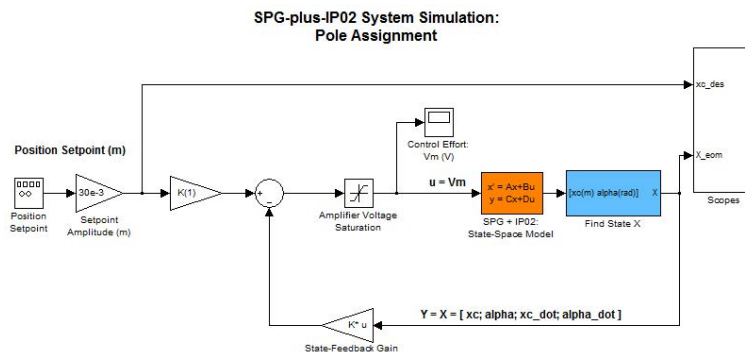 SPG-plus-IP02 System Simulation:
Pole Assignment
xc_des
Position Setpoint (m)
Control Effort:
Vm (V)
X_eom
30e-3
K(1)
+
−
u = Vm
x' = Ax+Bu
y = Cx+Du
[xc(m) alpha(rad)]
X
Scopes
Position
Setpoint
Setpoint
Amplitude (m)
Amplifier Voltage
Saturation
SPG + IP02:
State-Space Model
Find State X
Y = X = [ xc; alpha; xc_dot; alpha_dot ]
K* u
State-Feedback Gain